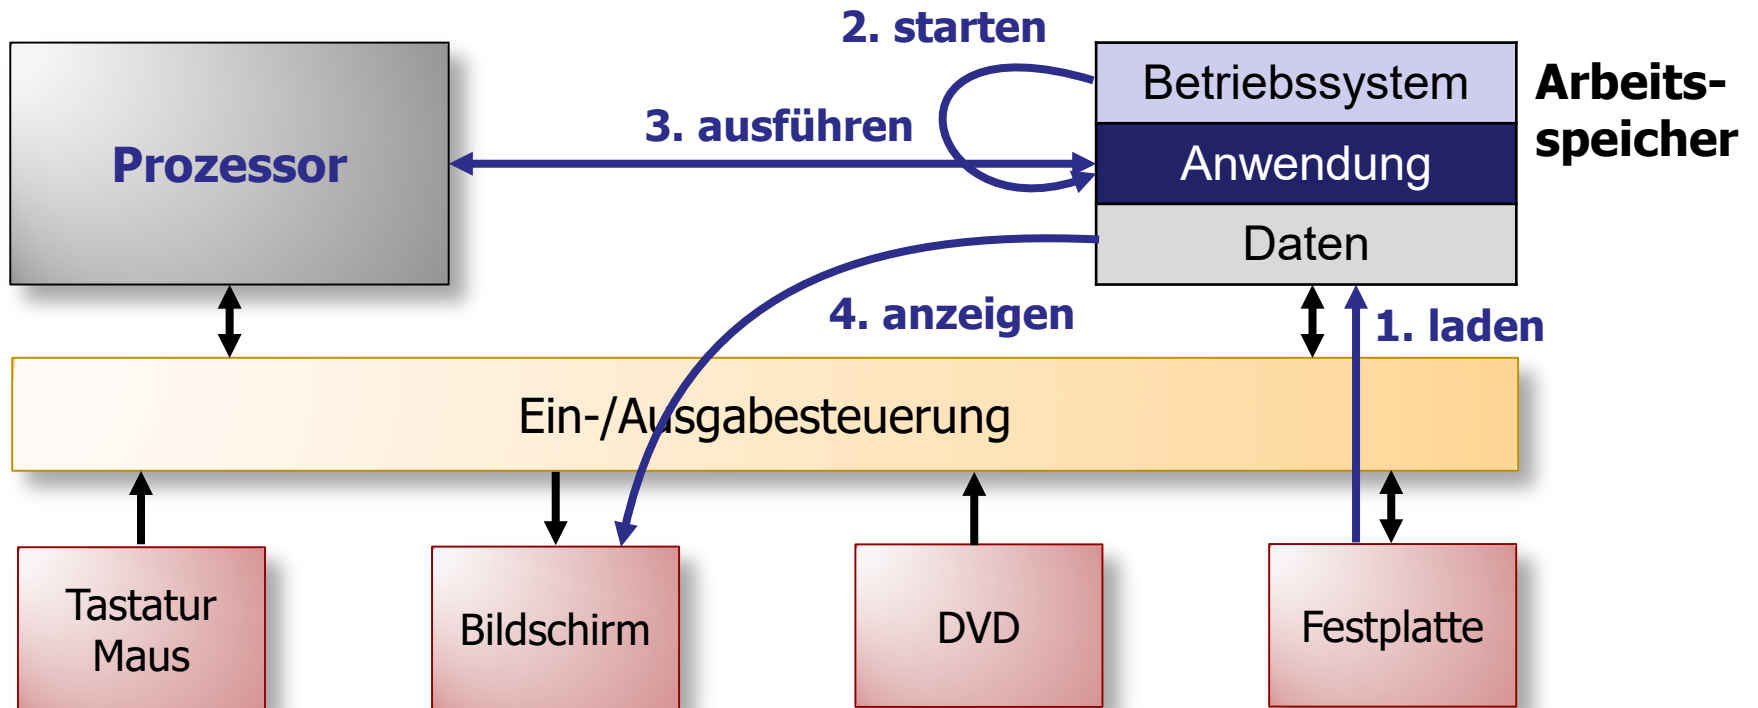 2. starten
Betriebssystem
Arbeits-
speicher
3. ausführen
Prozessor
Anwendung
Daten
4. anzeigen
1. laden
Ein-/Ausgabesteuerung
Tastatur
Maus
Bildschirm
DVD
Festplatte